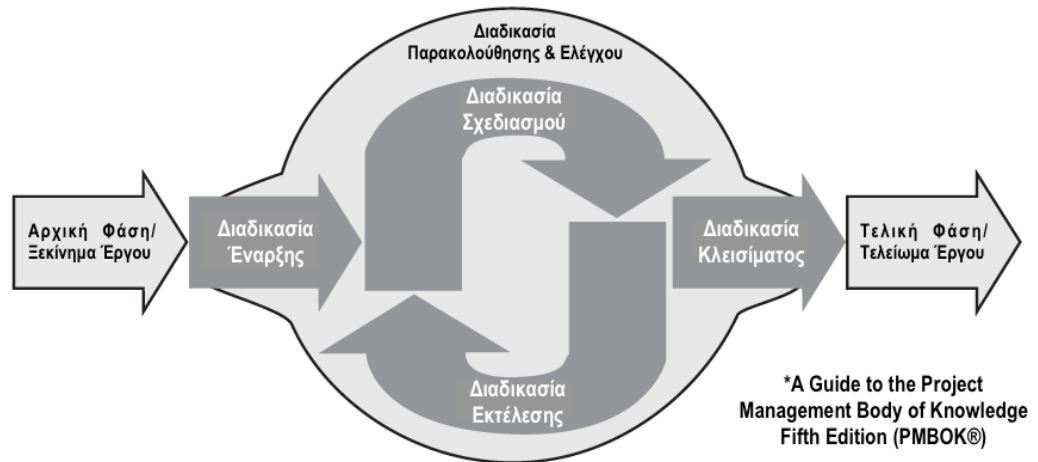 Διαδικασία
Παρακολούθησης & Ελέγχου
Διαδικασία
Σχεδιασμού
Αρχική Φάση/
Ξεκίνημα Έργου
Διαδικασία
Έναρξης
Διαδικασία
Κλεισίματος
Τελική Φάση/
Τελείωμα Έργου
Διαδικασία
Εκτέλεσης
*A Guide to the Project
Management Body of Knowledge
Fifth Edition (PMBOK®)